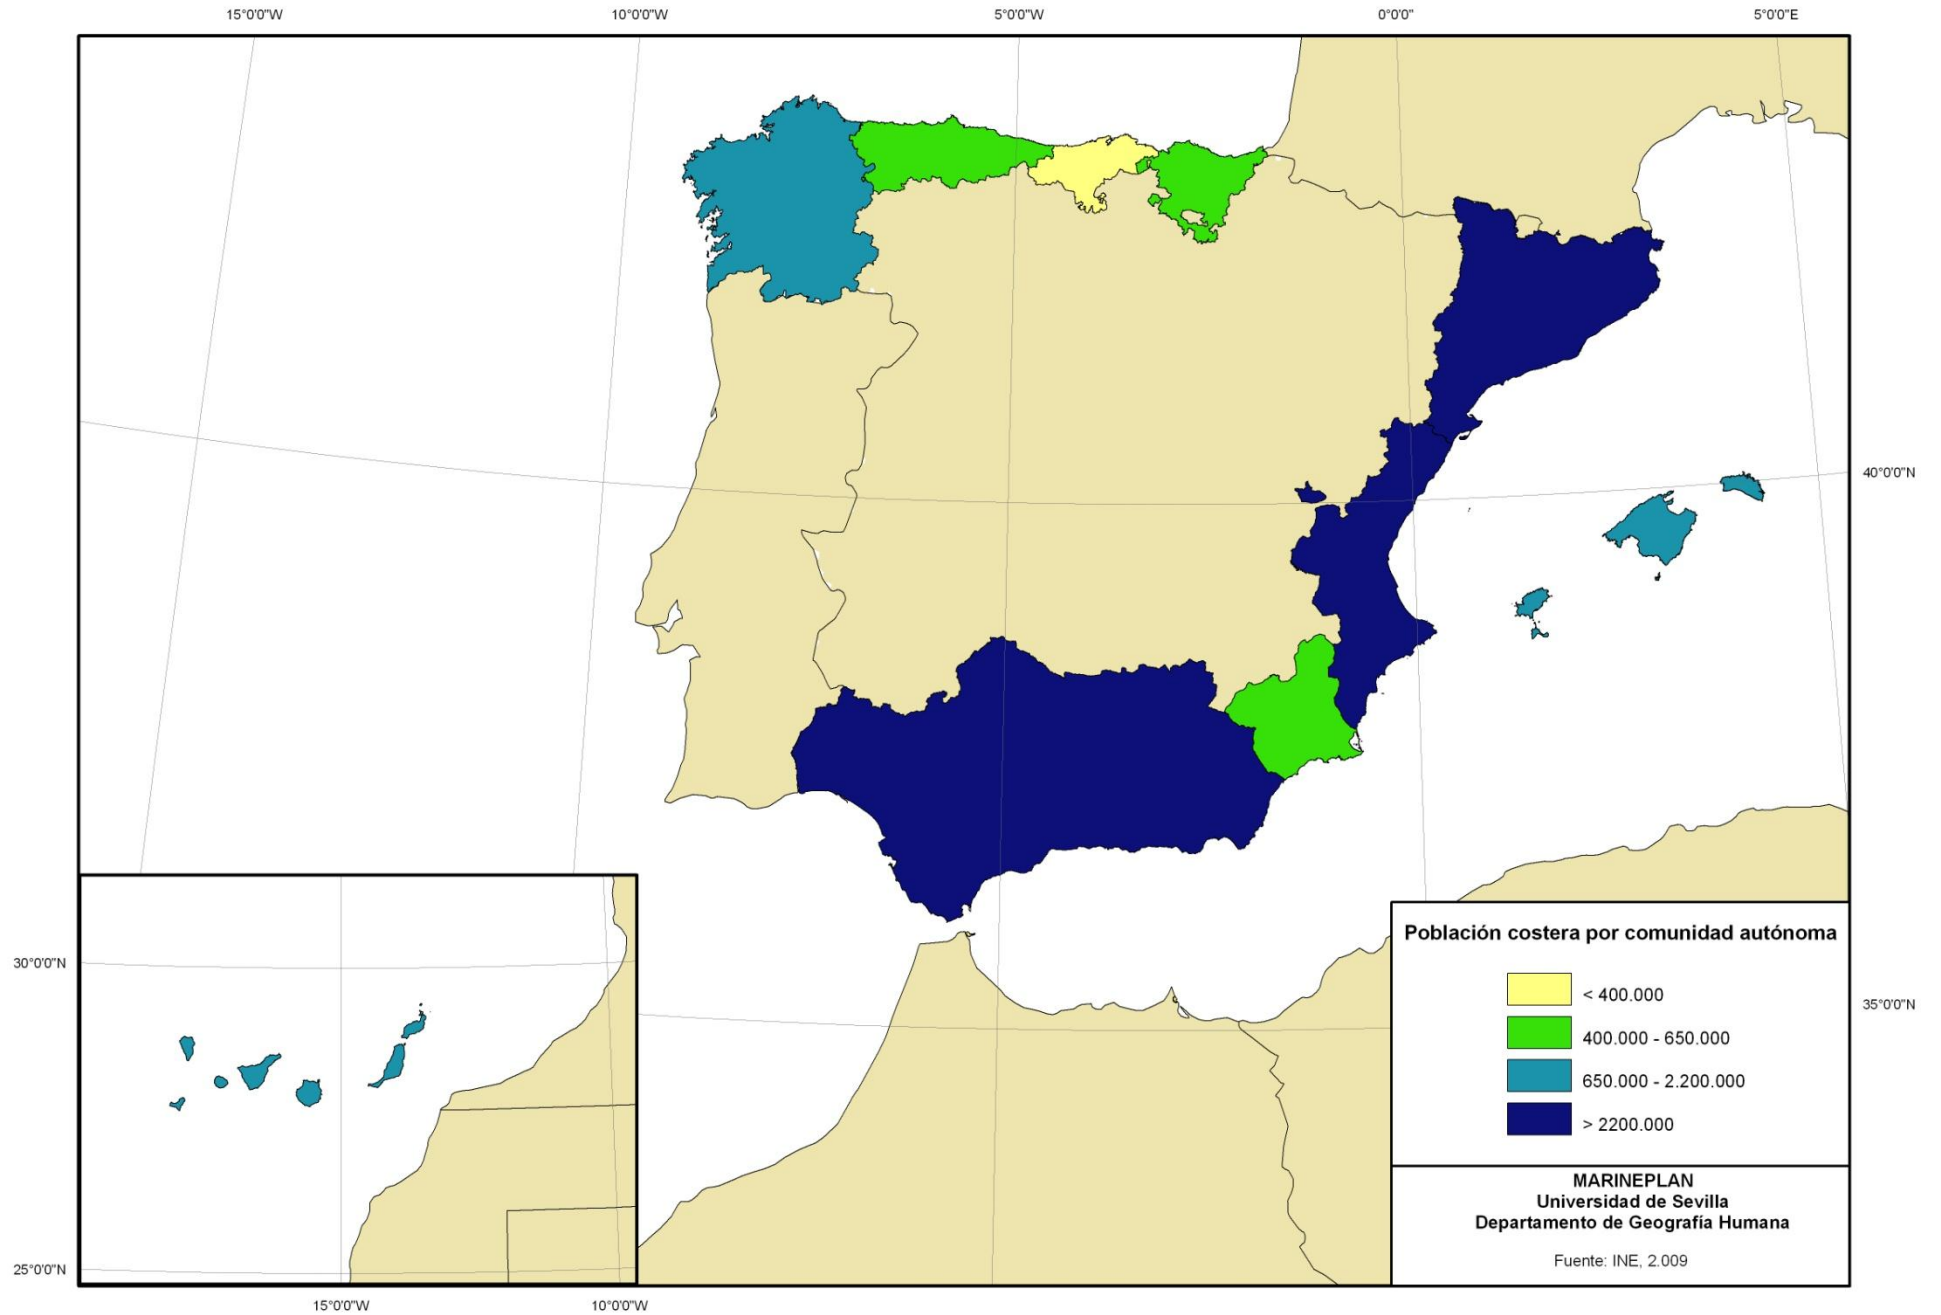 15°0'0"W
10°0'0"W
5°0'0"W
0°0'0"
5°0'0"E
40°0'0"N
30°0'0"N
35°0'0"N
25°0'0"N
15°0'0"W
10°0'0"W
Población costera por comunidad autónoma
< 400.000
400.000 - 650.000
650.000 - 2.200.000
> 2200.000
MARINEPLAN
Universidad de Sevilla
Departamento de Geografía Humana
Fuente: INE, 2.009